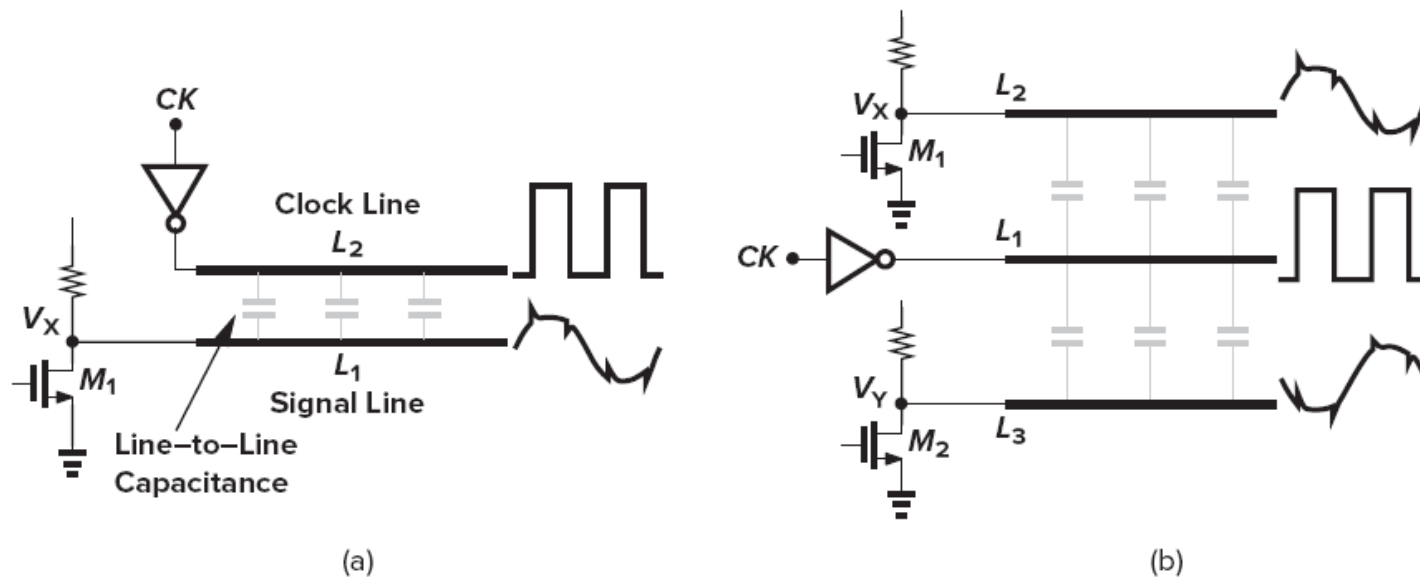 CK
Clock Line
L2
VX
M1
L1
Signal Line
Line–to–Line
Capacitance
(a)
L2
VX
M1
L1
CK
VY
M2
L3
(b)